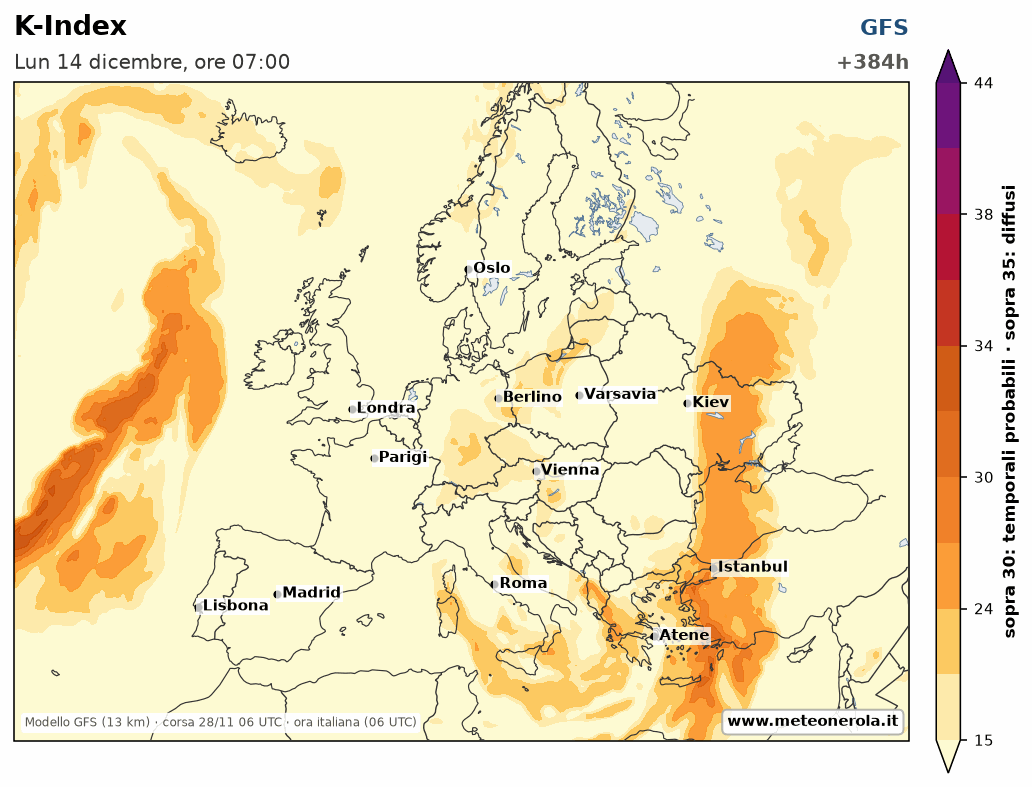 K-Index
GFS
Lun 14 dicembre, ore 07:00
+384h
44
38
34
30
24
15
sopra 30: temporali probabili · sopra 35: diffusi
Oslo
Berlino
Varsavia
Kiev
Londra
Parigi
Vienna
Istanbul
Roma
Madrid
Lisbona
Atene
Modello GFS (13 km) · corsa 28/11 06 UTC · ora italiana (06 UTC)
www.meteonerola.it